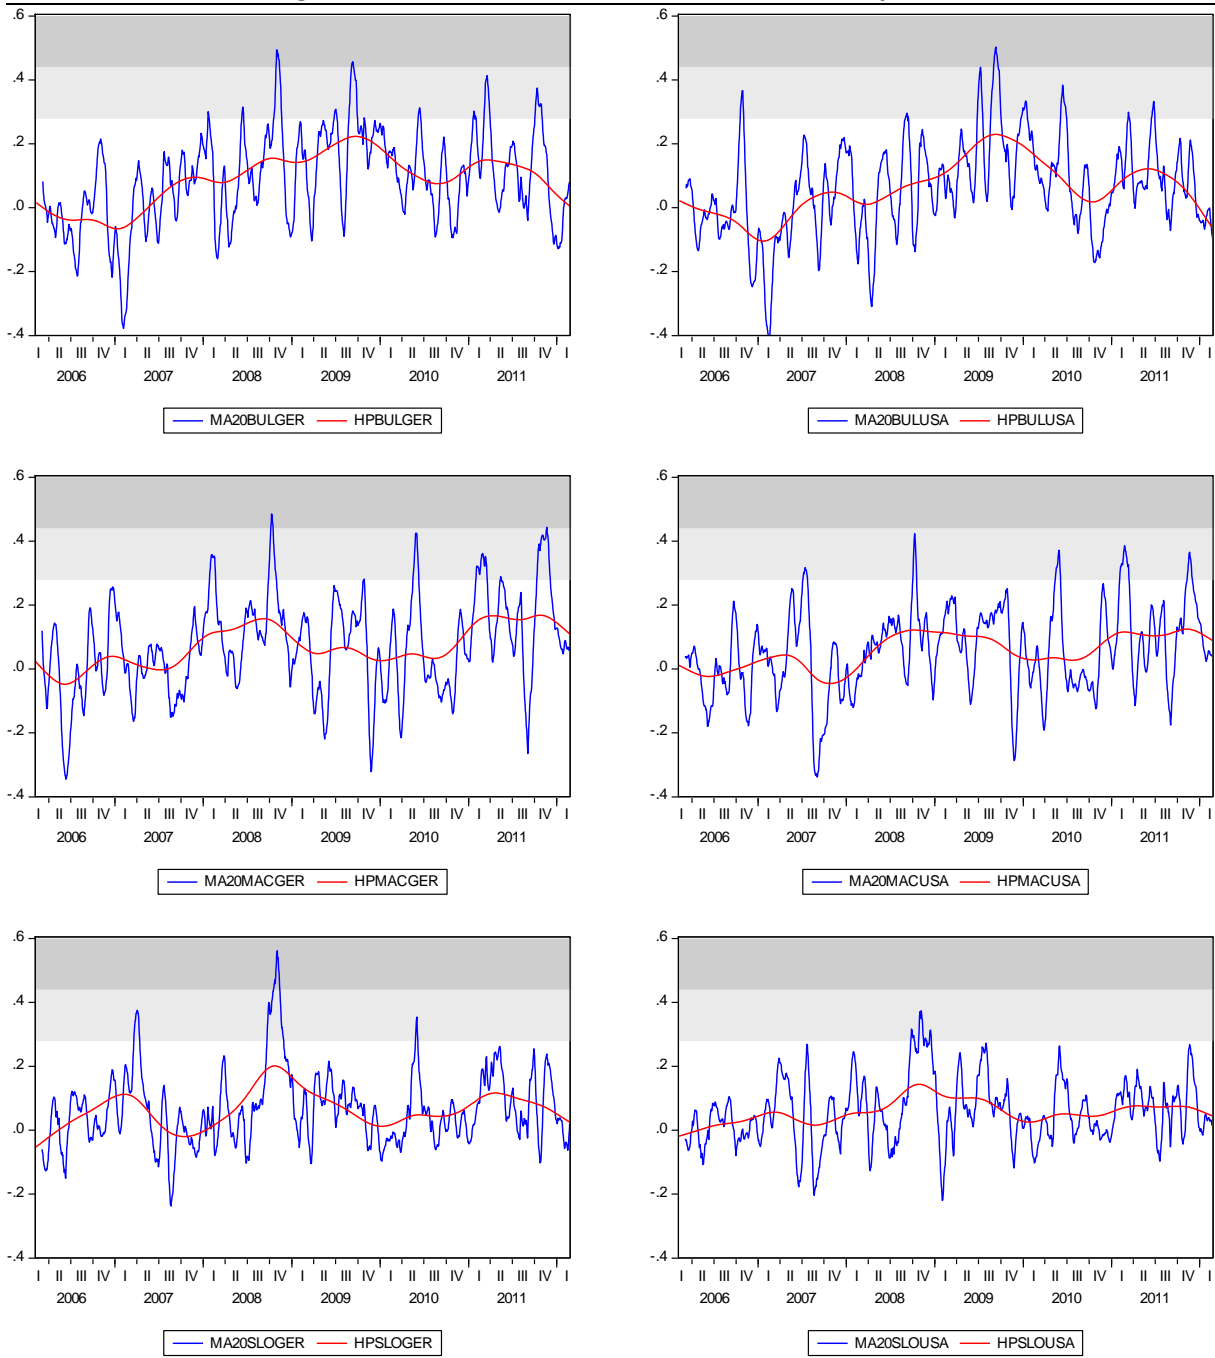 .6 .6
.4 .4
.2 .2
.0 .0
-.2 -.2
-.4 -.4
I II III IV I II III IV I II III IV I II III IV I II III IV I II III IV I I II III IV I II III IV I II III IV I II III IV I II III IV I II III IV I
2006 2007 2008 2009 2010 2011 2006 2007 2008 2009 2010 2011
MA20BULGER HPBULGER MA20BULUSA HPBULUSA
.6 .6
.4 .4
.2 .2
.0 .0
-.2 -.2
-.4 -.4
I II III IV I II III IV I II III IV I II III IV I II III IV I II III IV I I II III IV I II III IV I II III IV I II III IV I II III IV I II III IV I
2006 2007 2008 2009 2010 2011 2006 2007 2008 2009 2010 2011
MA20MACGER HPMACGER MA20MACUSA HPMACUSA
.6 .6
.4 .4
.2 .2
.0 .0
-.2 -.2
-.4 -.4
I II III IV I II III IV I II III IV I II III IV I II III IV I II III IV I I II III IV I II III IV I II III IV I II III IV I II III IV I II III IV I
2006 2007 2008 2009 2010 2011 2006 2007 2008 2009 2010 2011
MA20SLOGER HPSLOGER MA20SLOUSA HPSLOUSA